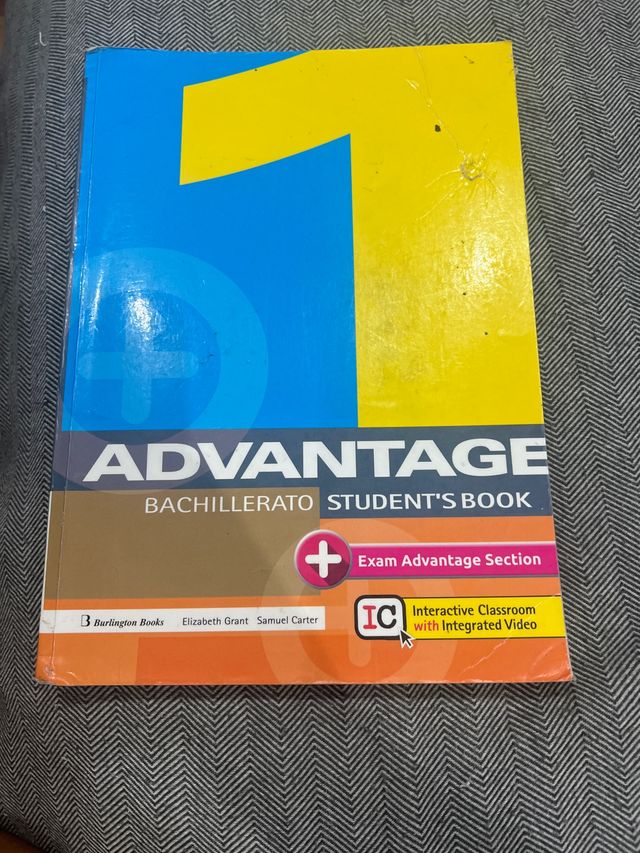 1
ADVANTAGE
BACHILLERATO STUDENT'S BOOK
+ Exam Advantage Section
B Burlington Books Elizabeth Grant Samuel Carter
IC Interactive Classroom
with Integrated Video